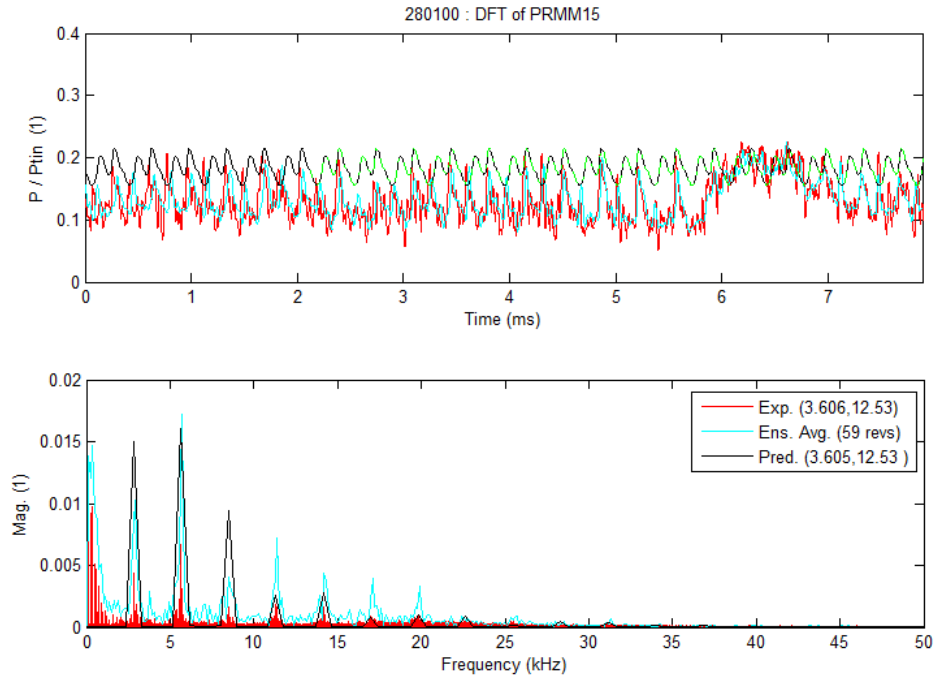 280100 : DFT of PRMM15
0.4
0.3
0.2
0.1
0
P / Ptin (1)
0 1 2 3 4 5 6 7
Time (ms)
0.02
0.015
0.01
0.005
0
Mag. (1)
Exp. (3.606,12.53)
Ens. Avg. (59 revs)
Pred. (3.605,12.53 )
0 5 10 15 20 25 30 35 40 45 50
Frequency (kHz)